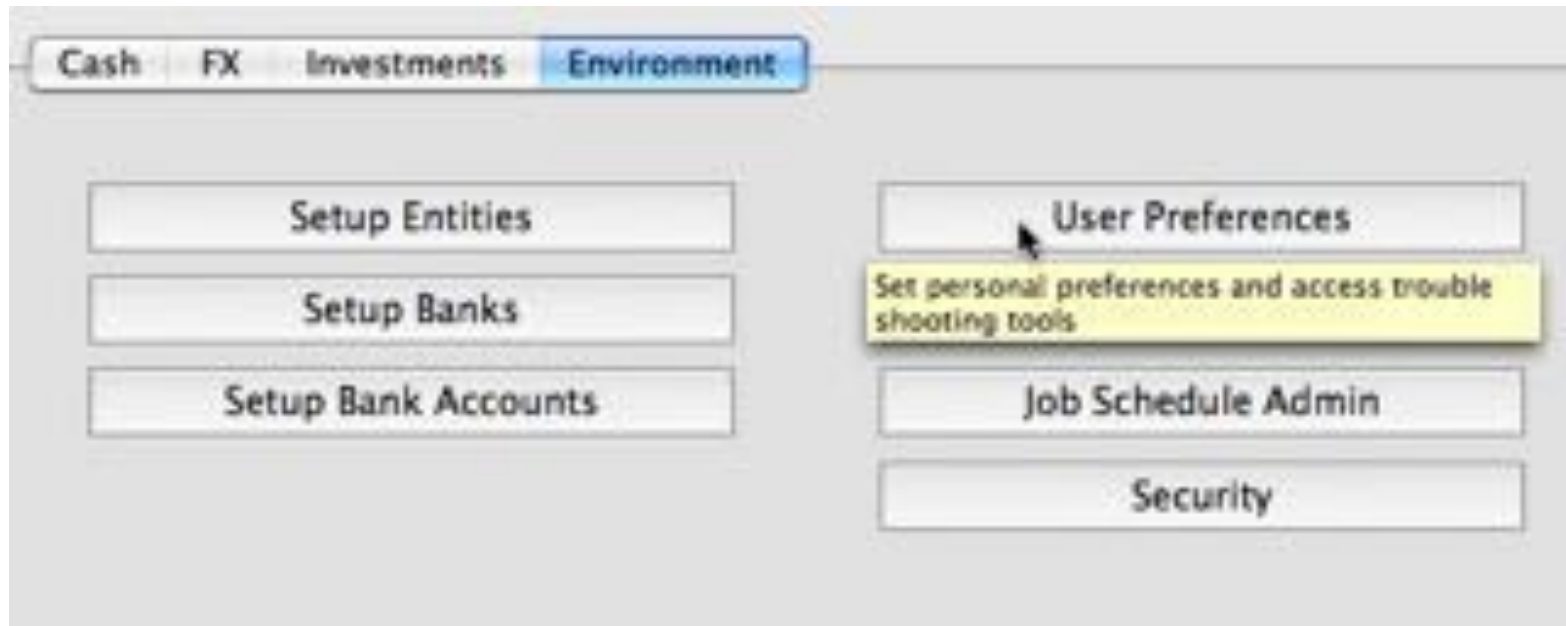 Cash FX Investments Environment
Setup Entities
User Preferences
Set personal preferences and access trouble
shooting tools
Setup Banks
Setup Bank Accounts
Job Schedule Admin
Security